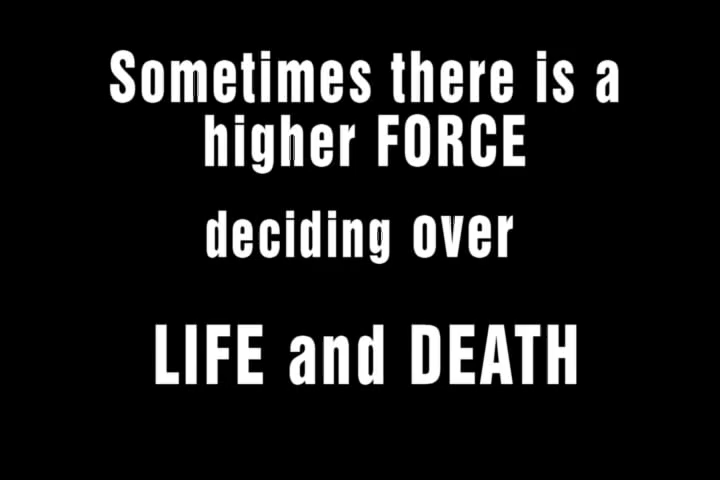 Sometimes there is a
higher FORCE
deciding over
LIFE and DEATH